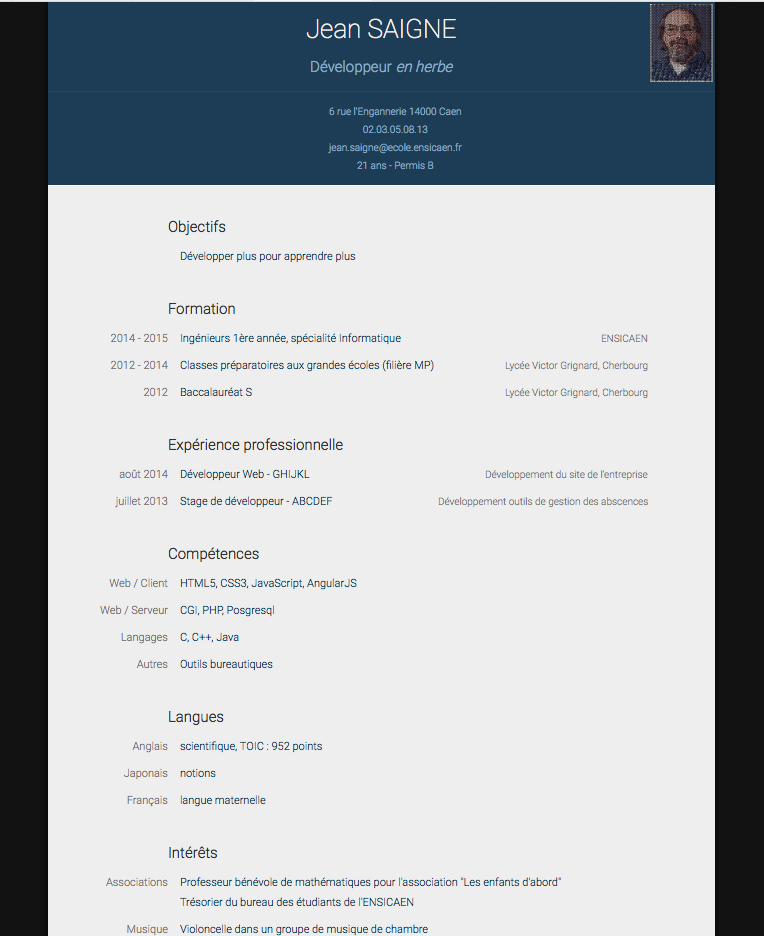 Jean SAIGNE
Développeur en herbe
6 rue l'Engannerie 14000 Caen
02.03.05.08.13
jean.saigne@ecole.ensicaen.fr
21 ans - Permis B
Objectifs
Développer plus pour apprendre plus
Formation
2014 - 2015 Ingénieurs 1ère année, spécialité Informatique ENSICAEN
2012 - 2014 Classes préparatoires aux grandes écoles (filière MP) Lycée Victor Grignard, Cherbourg
2012 Baccalauréat S Lycée Victor Grignard, Cherbourg
Expérience professionnelle
août 2014 Développeur Web - GHIJKL Développement du site de l'entreprise
juillet 2013 Stage de développeur - ABCDEF Développement outils de gestion des abscences
Compétences
Web / Client HTML5, CSS3, JavaScript, AngularJS
Web / Serveur CGI, PHP, Posgresql
Langages C, C++, Java
Autres Outils bureautiques
Langues
Anglais scientifique, TOIC : 952 points
Japonais notions
Français langue maternelle
Intérêts
Associations Professeur bénévole de mathématiques pour l'association "Les enfants d'abord"
Trésorier du bureau des étudiants de l'ENSICAEN
Musique Violoncelle dans un groupe de musique de chambre